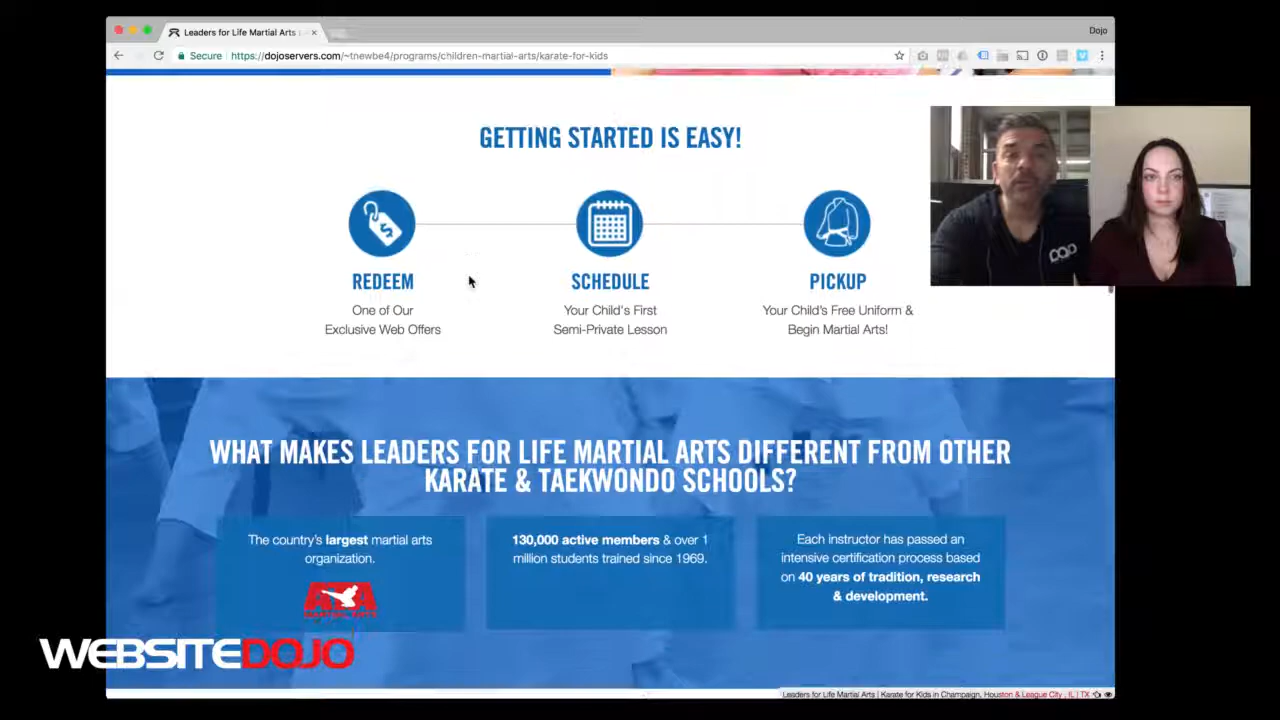 Leaders for Life Martial Arts
Dojo
Secure
https://dojoservers.com/~tnewbe4/programs/children-martial-arts/karate-for-kids
GETTING STARTED IS EASY!
REDEEM
One of Our
Exclusive Web Offers
SCHEDULE
Your Child's First
Semi-Private Lesson
PICKUP
Your Child's Free Uniform &
Begin Martial Arts!
DOJO
WHAT MAKES LEADERS FOR LIFE MARTIAL ARTS DIFFERENT FROM OTHER
KARATE & TAEKWONDO SCHOOLS?
The country's largest martial arts
organization.
ATA
MARTIAL ARTS
130,000 active members & over 1
million students trained since 1969.
Each instructor has passed an
intensive certification process based
on 40 years of tradition, research
& development.
WEBSITEDOJO
Leaders for Life Martial Arts | Karate for Kids in Champaign, Houston & League City , IL | TX